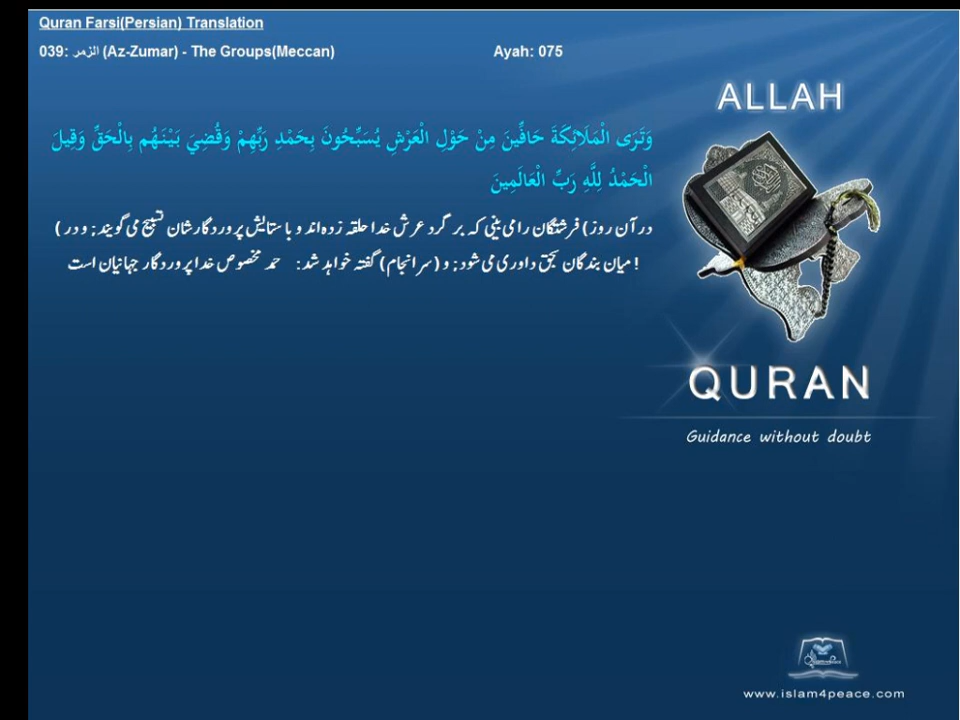 Quran Farsi(Persian) Translation
039: الزمر (Az-Zumar) - The Groups(Meccan) Ayah: 075
ALLAH
وَتَرَى الْمَلَائِكَةَ حَافِّينَ مِنْ حَوْلِ الْعَرْشِ يُسَبِّحُونَ بِحَمْدِ رَبِّهِمْ وَقُضِيَ بَيْنَهُم بِالْحَقِّ وَقِيلَ
الْحَمْدُ لِلَّهِ رَبِّ الْعَالَمِينَ
در آن روز) فرشتگان را می‌بینی که بر گرد عرش خدا حلقه زده‌اند و با ستایش پروردگارشان تسبیح می‌گویند; و در )
! میان بندگان بحق داوری می‌شود; و (سرانجام) گفته خواهد شد: حمد مخصوص خدا پروردگار جهانیان است
QURAN
Guidance without doubt
www.islam4peace.com